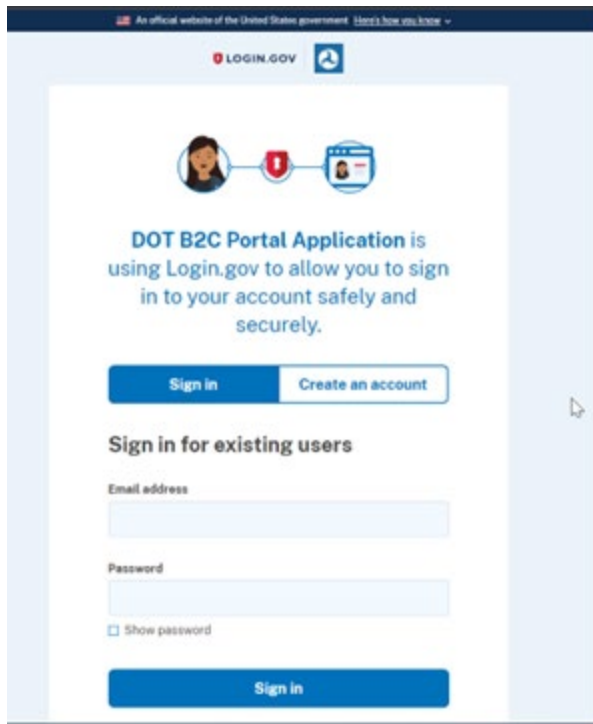 An official website of the United States government Here's how you know
LOGIN.GOV
DOT B2C Portal Application is
using Login.gov to allow you to sign
in to your account safely and
securely.
Sign in Create an account
Sign in for existing users
Email address
Password
Show password
Sign in